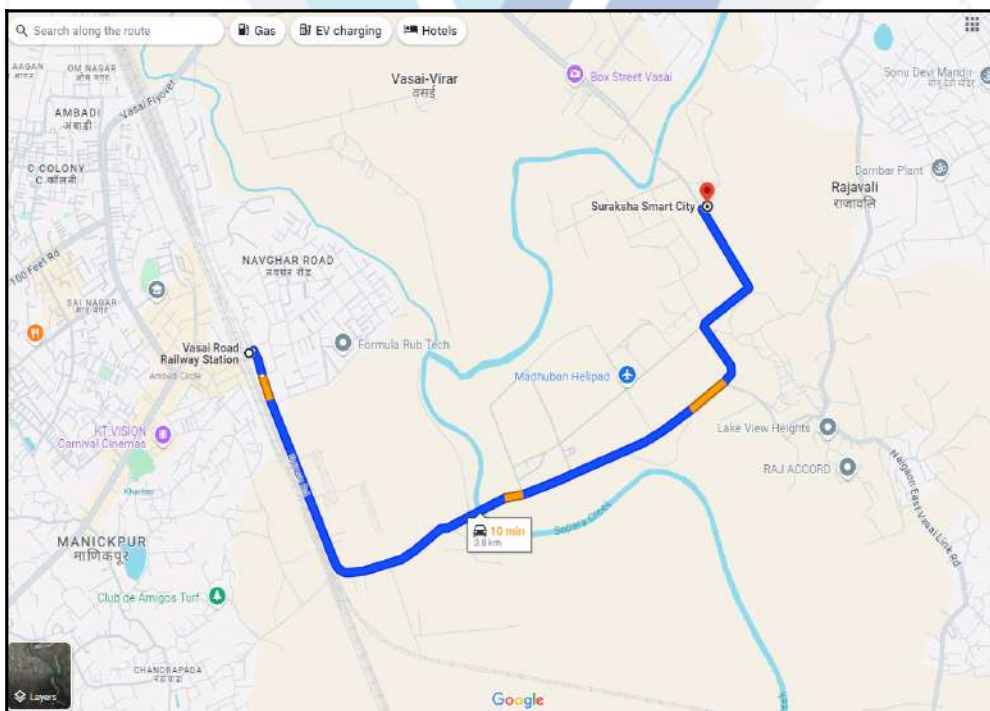 Search along the route
Gas
EV charging
Hotels
AAGAN
OM NAGAR
Vasai Flyover
Vasai-Virar
वसई
Box Street Vasai
Sonu Devi Mandir
AMBADI
अंबाडी
C COLONY
C कॉलनी
Dambar Plant
Rajavali
राजावलि
Suraksha Smart City
100 Feet Rd
NAVGHAR ROAD
नवघर रोड
SAI NAGAR
Vasai Road
Railway Station
Formula Rub Tech
Ambadi Circle
Madhuban Helipad
KT VISION
Carnival Cinemas
Lake View Heights
RAJ ACCORD
Naigaon East Vasai Link Rd
Sopara Creek
10 min
3.8 km
MANICKPUR
माणिकपूर
Club de Amigos Turf
CHANDRAPADA
Layers
Google